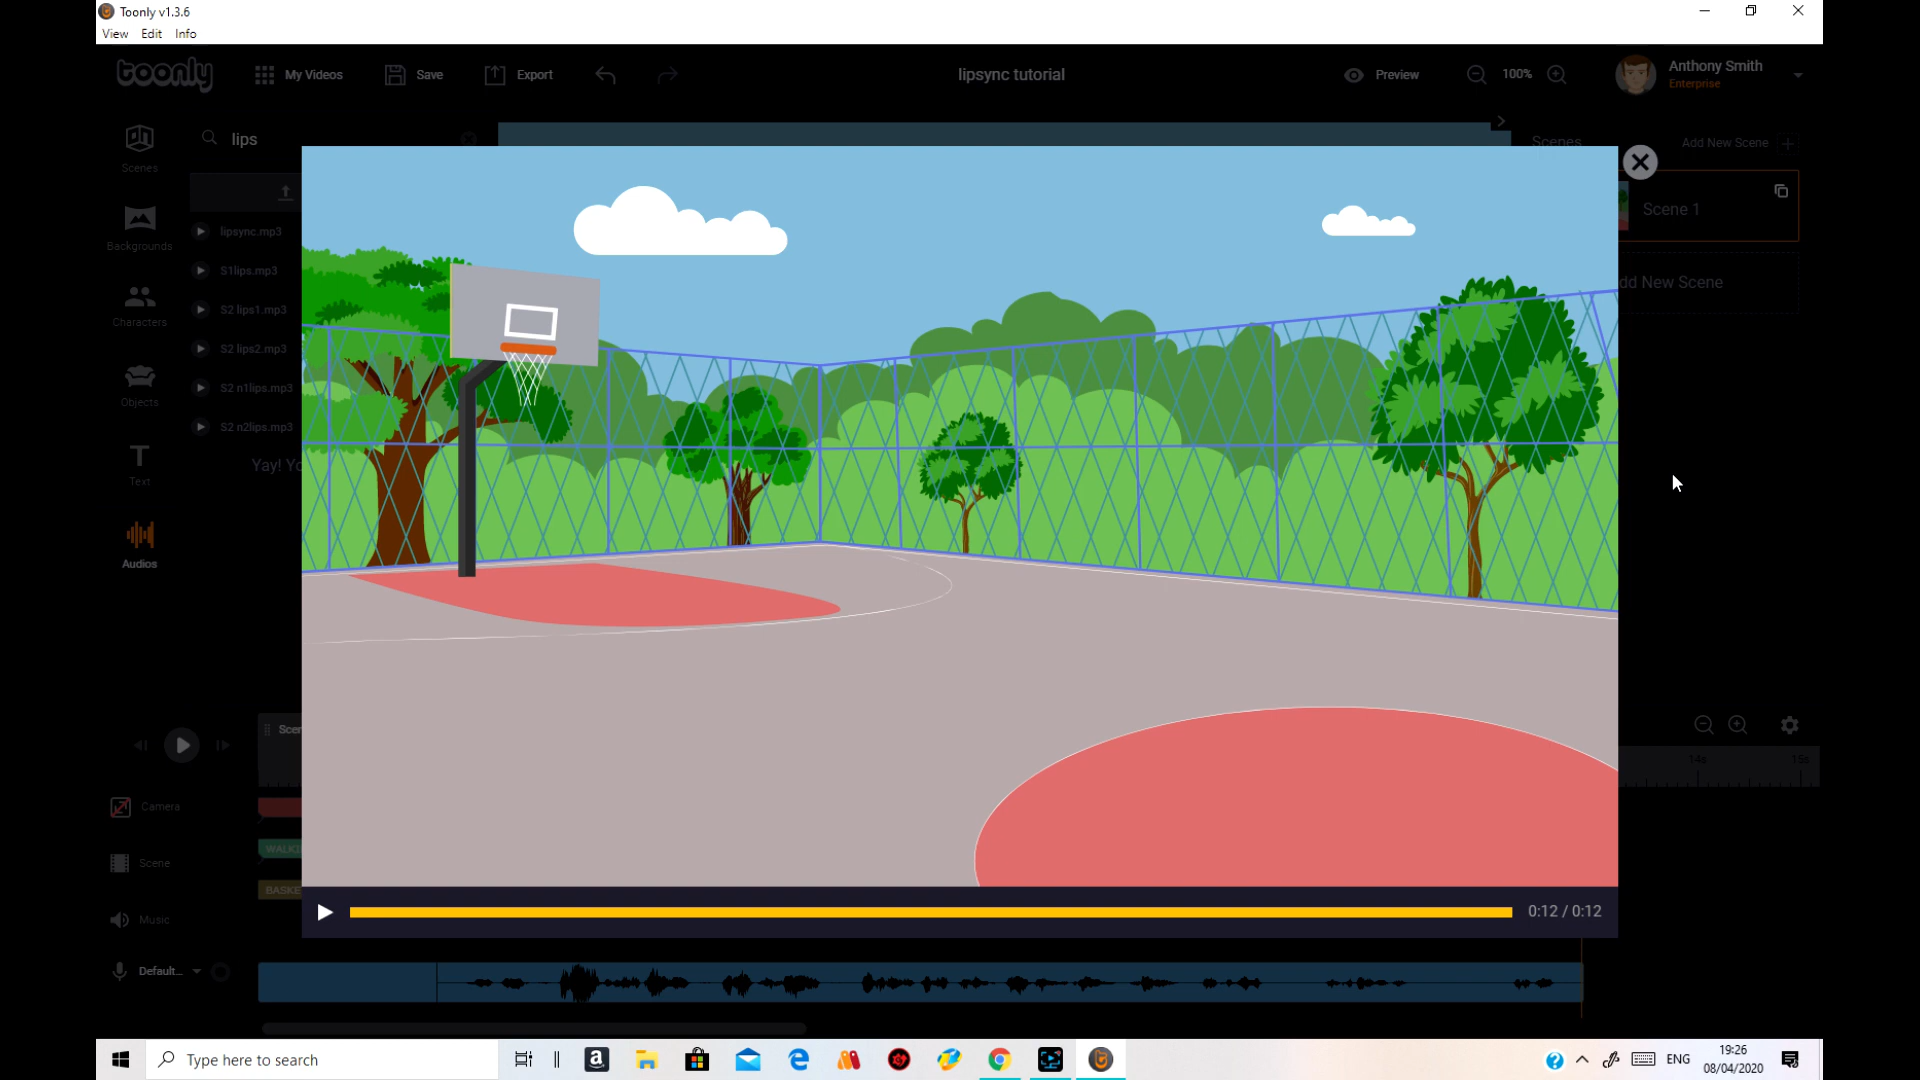 Toonly v1.3.6
View Edit Info
toonly
My Videos
Save
Export
lipsync tutorial
Preview
100%
Anthony Smith
Enterprise
Scenes
Backgrounds
Characters
Objects
Text
Audios
lips
lipsync.mp3
S1lips.mp3
S2 lips1.mp3
S2 lips2.mp3
S2 n1lips.mp3
S2 n2lips.mp3
Yay!
Scenes
Add New Scene
Scene 1
New Scene
0:12 / 0:12
14s
15s
Camera
Scene
Music
Default...
Type here to search
ENG
19:26
08/04/2020